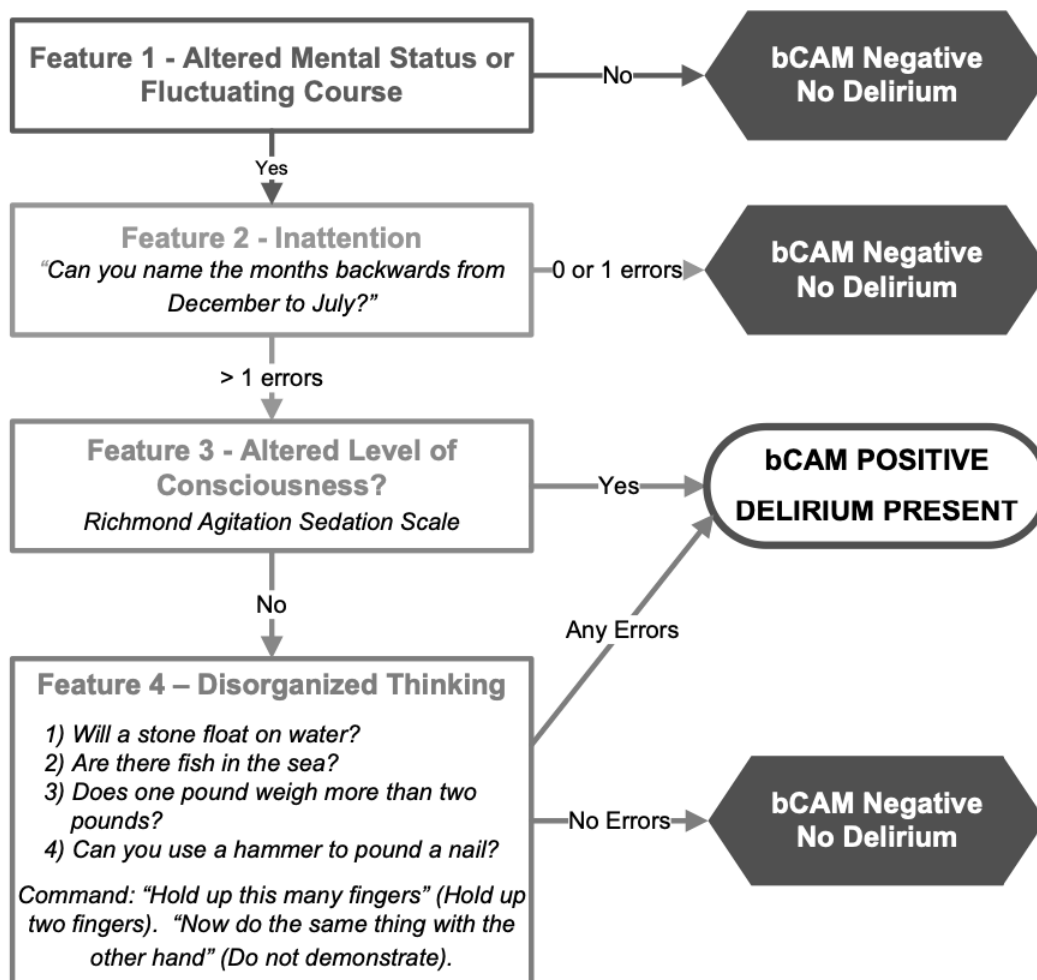 Feature 1 - Altered Mental Status or
Fluctuating Course
No
bCAM Negative
No Delirium
Yes
Feature 2 - Inattention
“Can you name the months backwards from
December to July?”
0 or 1 errors
bCAM Negative
No Delirium
> 1 errors
Feature 3 - Altered Level of
Consciousness?
Richmond Agitation Sedation Scale
Yes
bCAM POSITIVE
DELIRIUM PRESENT
No
Any Errors
Feature 4 – Disorganized Thinking
1) Will a stone float on water?
2) Are there fish in the sea?
3) Does one pound weigh more than two
pounds?
4) Can you use a hammer to pound a nail?
Command: “Hold up this many fingers” (Hold up
two fingers).  “Now do the same thing with the
other hand” (Do not demonstrate).
No Errors
bCAM Negative
No Delirium